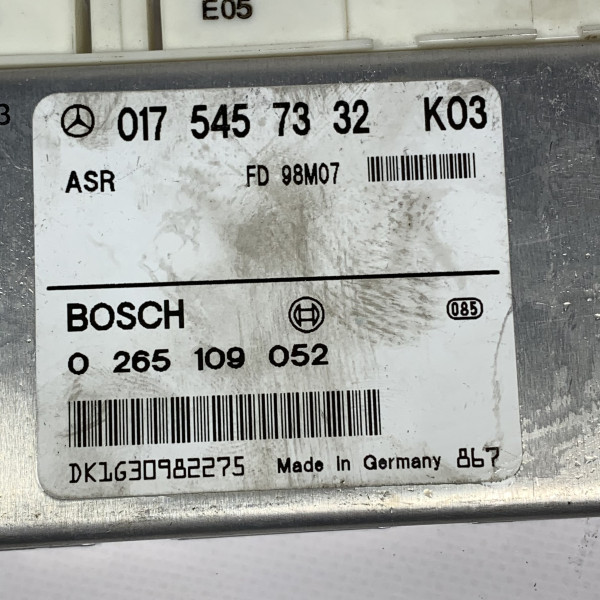 E05
3
017 545 73 32 K03
ASR FD 98M07
BOSCH 085
0 265 109 052
DK1G30982275 Made in Germany 867